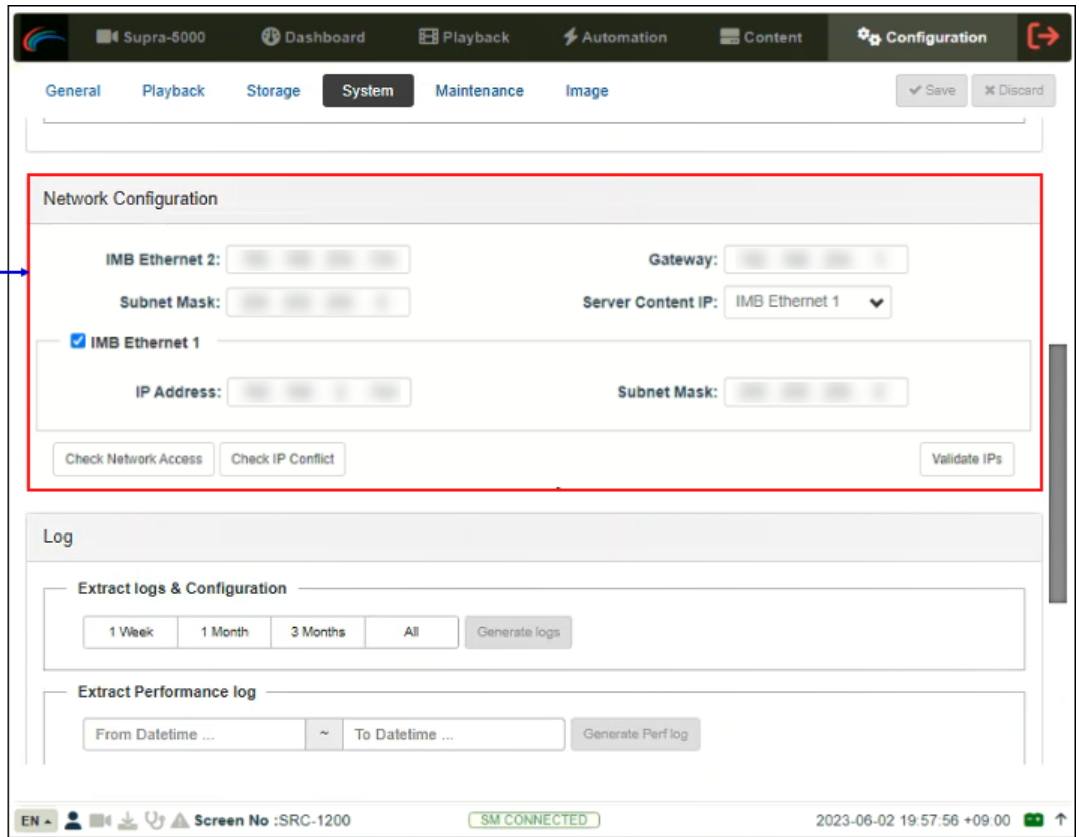 Supra-5000 Dashboard Playback Automation Content Configuration
General Playback Storage System Maintenance Image Save Discard
Network Configuration
IMB Ethernet 2: Gateway:
Subnet Mask: Server Content IP: IMB Ethernet 1
IMB Ethernet 1
IP Address: Subnet Mask:
Check Network Access Check IP Conflict Validate IPs
Log
Extract logs & Configuration
1 Week 1 Month 3 Months All Generate logs
Extract Performance log
From Datetime ... ~ To Datetime ... Generate Perf log
EN Screen No :SRC-1200 SM CONNECTED 2023-06-02 19:57:56 +09:00